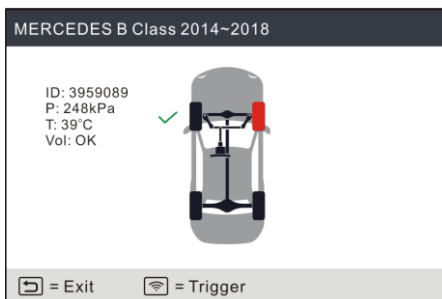 MERCEDES B Class 2014~2018
ID: 3959089
P: 248kPa
T: 39°C
Vol: OK
= Exit = Trigger